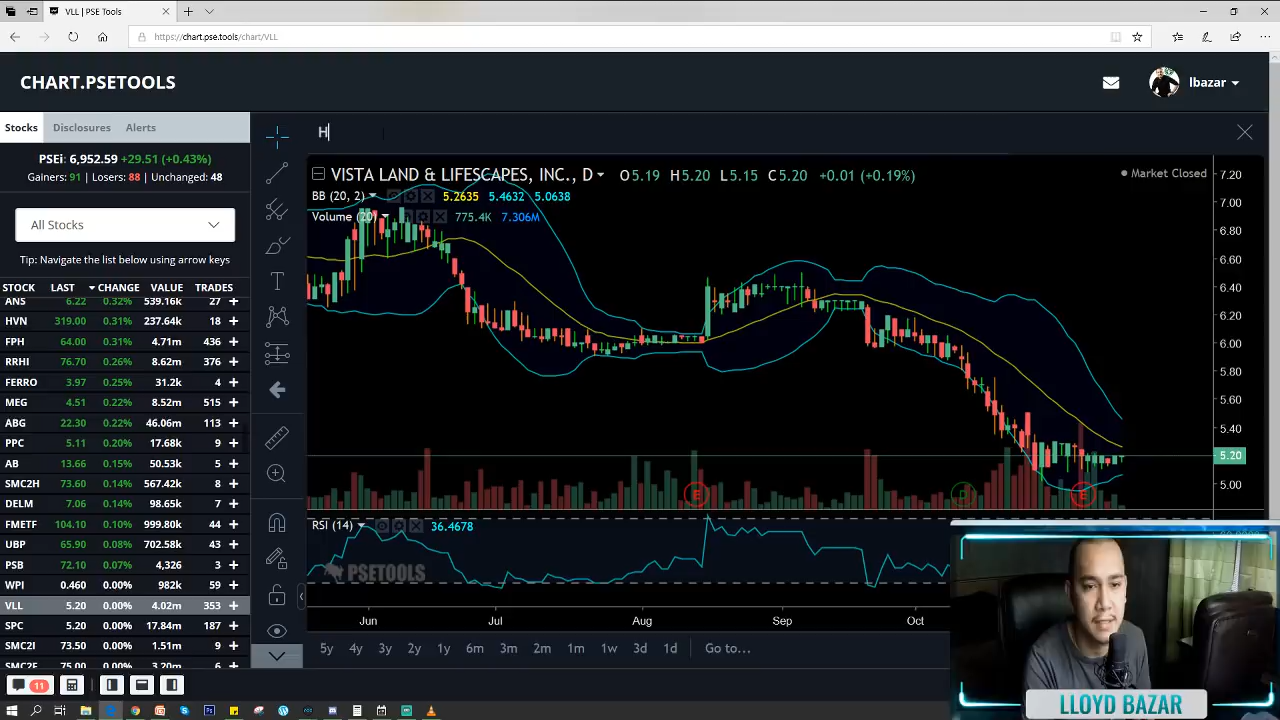 VLL | PSE Tools
https://chart.pse.tools/chart/VLL
CHART.PSETOOLS
lbazar
Stocks Disclosures Alerts
PSEi: 6,952.59 +29.51 (+0.43%)
Gainers: 91 | Losers: 88 | Unchanged: 48
All Stocks
Tip: Navigate the list below using arrow keys
STOCK LAST CHANGE VALUE TRADES
ANS 6.22 0.32% 539.16k 27
HVN 319.00 0.31% 237.64k 18
FPH 64.00 0.31% 4.71m 436
RRHI 76.70 0.26% 8.62m 376
FERRO 3.97 0.25% 31.2k 4
MEG 4.51 0.22% 8.52m 515
ABG 22.30 0.22% 46.06m 113
PPC 5.11 0.20% 17.68k 9
AB 13.66 0.15% 50.53k 5
SMC2H 73.60 0.14% 567.42k 8
DELM 7.06 0.14% 98.65k 7
FMETF 104.10 0.10% 999.80k 44
UBP 65.90 0.08% 702.58k 43
PSB 72.10 0.07% 4,326 3
WPI 0.460 0.00% 982k 59
VLL 5.20 0.00% 4.02m 353
SPC 5.20 0.00% 17.84m 187
SMC2I 73.50 0.00% 1.51m 9
SMC2F 75.00 0.00% 3.20m 6
11
H
VISTA LAND & LIFESCAPES, INC., D O5.19 H5.20 L5.15 C5.20 +0.01 (+0.19%)
Market Closed
BB (20, 2) 5.2635 5.4632 5.0638
Volume (20) 775.4K 7.306M
7.20
7.00
6.80
6.60
6.40
6.20
6.00
5.80
5.60
5.40
5.20
5.00
E D E
RSI (14) 36.4678
PSETOOLS
Jun Jul Aug Sep Oct
5y 4y 3y 2y 1y 6m 3m 2m 1m 1w 3d 1d Go to...
LLOYD BAZAR